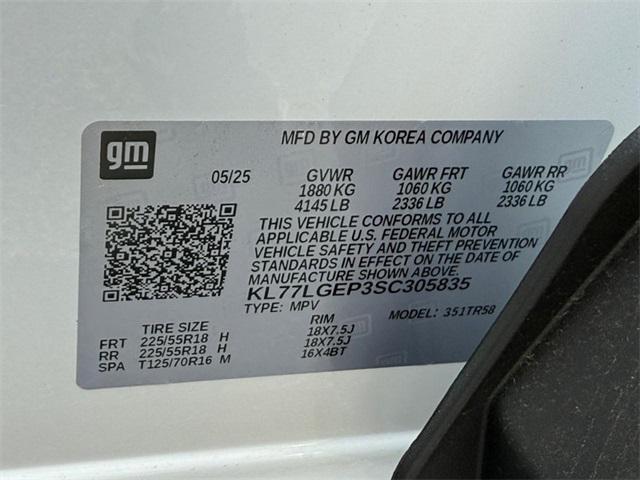 gm
MFD BY GM KOREA COMPANY
05/25 GVWR GAWR FRT GAWR RR
1880 KG 1060 KG 1060 KG
4145 LB 2336 LB 2336 LB
THIS VEHICLE CONFORMS TO ALL
APPLICABLE U.S. FEDERAL MOTOR
VEHICLE SAFETY AND THEFT PREVENTION
STANDARDS IN EFFECT ON THE DATE OF
MANUFACTURE SHOWN ABOVE.
KL77LGEP3SC305835
TYPE: MPV MODEL: 351TR58
TIRE SIZE RIM
FRT 225/55R18 H 18X7.5J
RR 225/55R18 H 18X7.5J
SPA T125/70R16 M 16X4BT